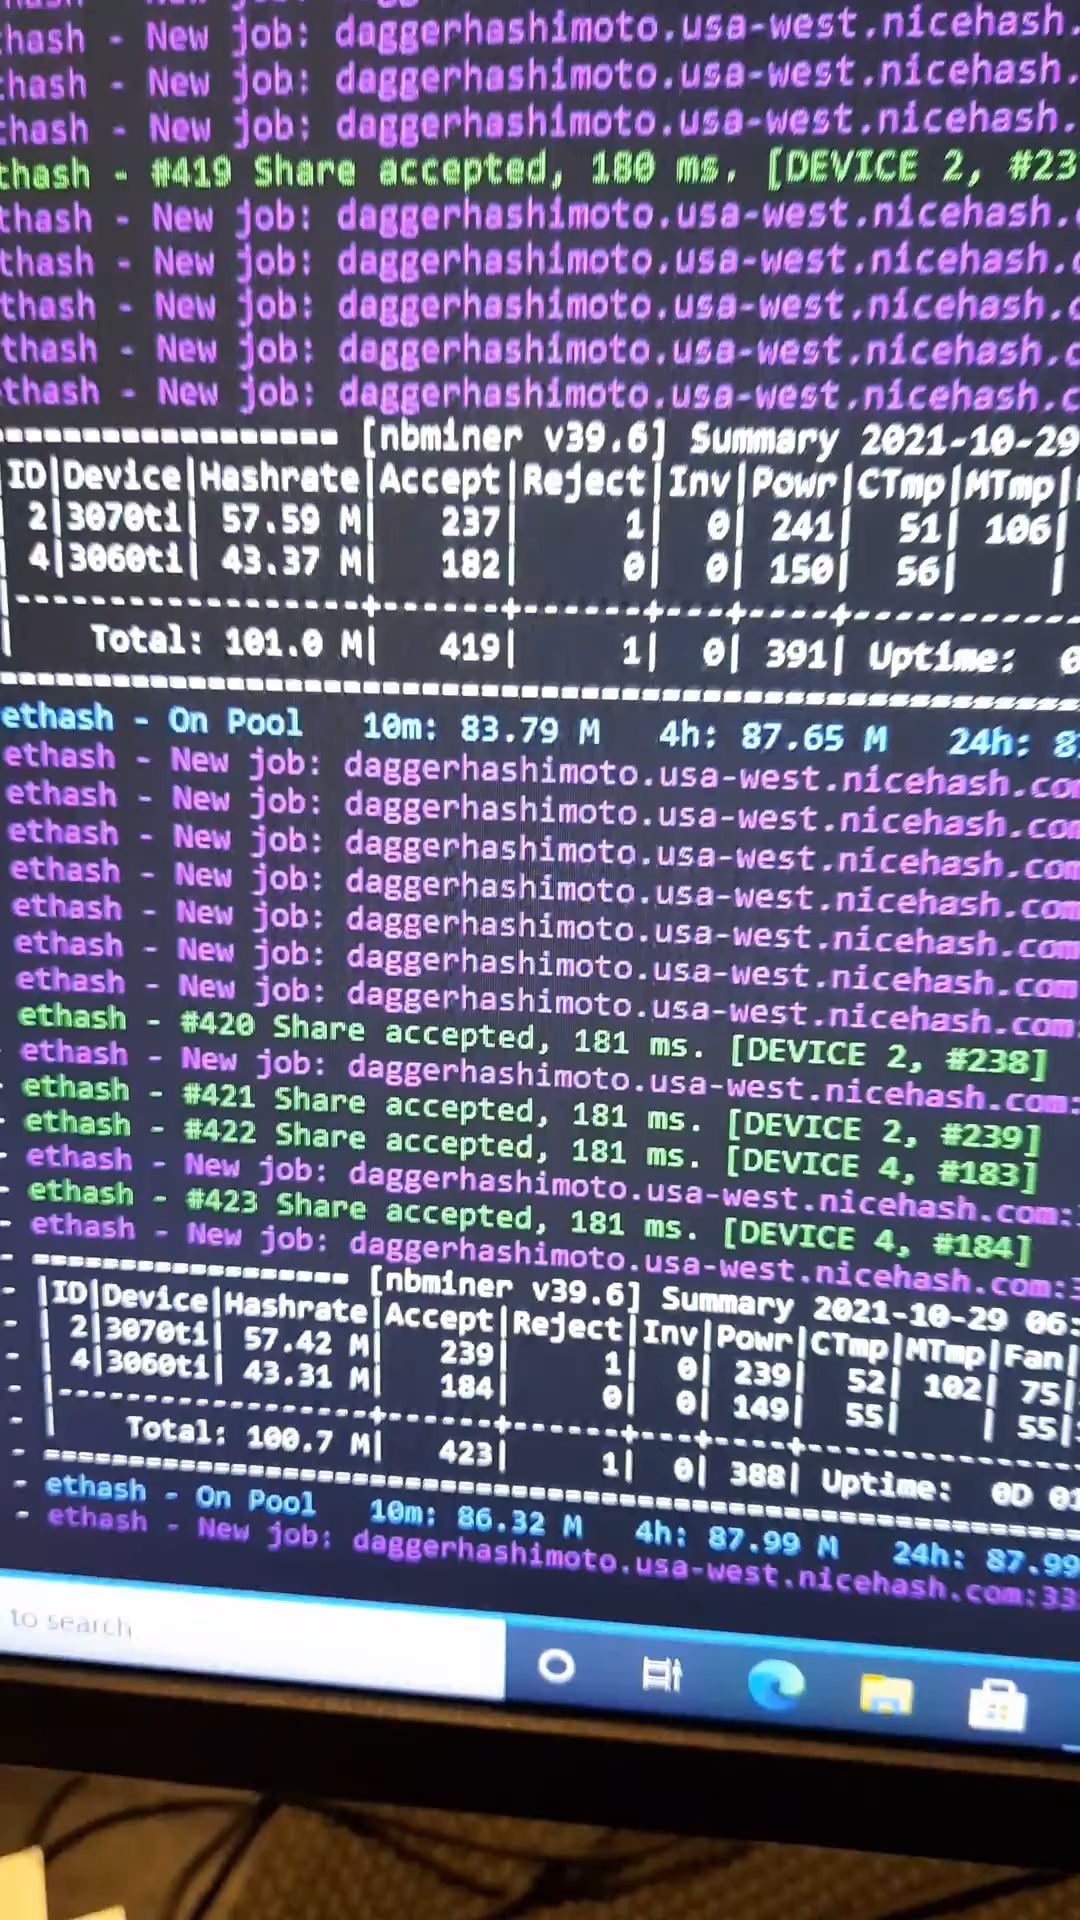 hash - New job: daggerhashimoto.usa-west.nicehash.
hash - New job: daggerhashimoto.usa-west.nicehash.
hash - New job: daggerhashimoto.usa-west.nicehash.
thash - #419 Share accepted, 180 ms. [DEVICE 2, #23
thash - New job: daggerhashimoto.usa-west.nicehash.
thash - New job: daggerhashimoto.usa-west.nicehash.
thash - New job: daggerhashimoto.usa-west.nicehash.c
thash - New job: daggerhashimoto.usa-west.nicehash.c
ethash - New job: daggerhashimoto.usa-west.nicehash.c
================= [nbminer v39.6] Summary 2021-10-29
ID|Device|Hashrate|Accept|Reject|Inv|Powr|CTmp|MTmp|
2|3070ti| 57.59 M| 237| 1| 0| 241| 51| 106|
4|3060ti| 43.37 M| 182| 0| 0| 150| 56| |
Total: 101.0 M| 419| 1| 0| 391| Uptime: 0
ethash - On Pool 10m: 83.79 M 4h: 87.65 M 24h: 8
ethash - New job: daggerhashimoto.usa-west.nicehash.com
ethash - New job: daggerhashimoto.usa-west.nicehash.com
ethash - New job: daggerhashimoto.usa-west.nicehash.com
ethash - New job: daggerhashimoto.usa-west.nicehash.com
ethash - New job: daggerhashimoto.usa-west.nicehash.com
ethash - New job: daggerhashimoto.usa-west.nicehash.com
ethash - New job: daggerhashimoto.usa-west.nicehash.com
ethash - #420 Share accepted, 181 ms. [DEVICE 2, #238]
ethash - New job: daggerhashimoto.usa-west.nicehash.com:
- ethash - #421 Share accepted, 181 ms. [DEVICE 2, #239]
- ethash - #422 Share accepted, 181 ms. [DEVICE 4, #183]
- ethash - New job: daggerhashimoto.usa-west.nicehash.com:3
- ethash - #423 Share accepted, 181 ms. [DEVICE 4, #184]
- ethash - New job: daggerhashimoto.usa-west.nicehash.com:3
- ================= [nbminer v39.6] Summary 2021-10-29 06:
- |ID|Device|Hashrate|Accept|Reject|Inv|Powr|CTmp|MTmp|Fan|
- | 2|3070ti| 57.42 M| 239| 1| 0| 239| 52| 102| 75|
- | 4|3060ti| 43.31 M| 184| 0| 0| 149| 55| | 55|
- | Total: 100.7 M| 423| 1| 0| 388| Uptime: 0D 01
- ethash - On Pool 10m: 86.32 M 4h: 87.99 M 24h: 87.99
- ethash - New job: daggerhashimoto.usa-west.nicehash.com:33
to search